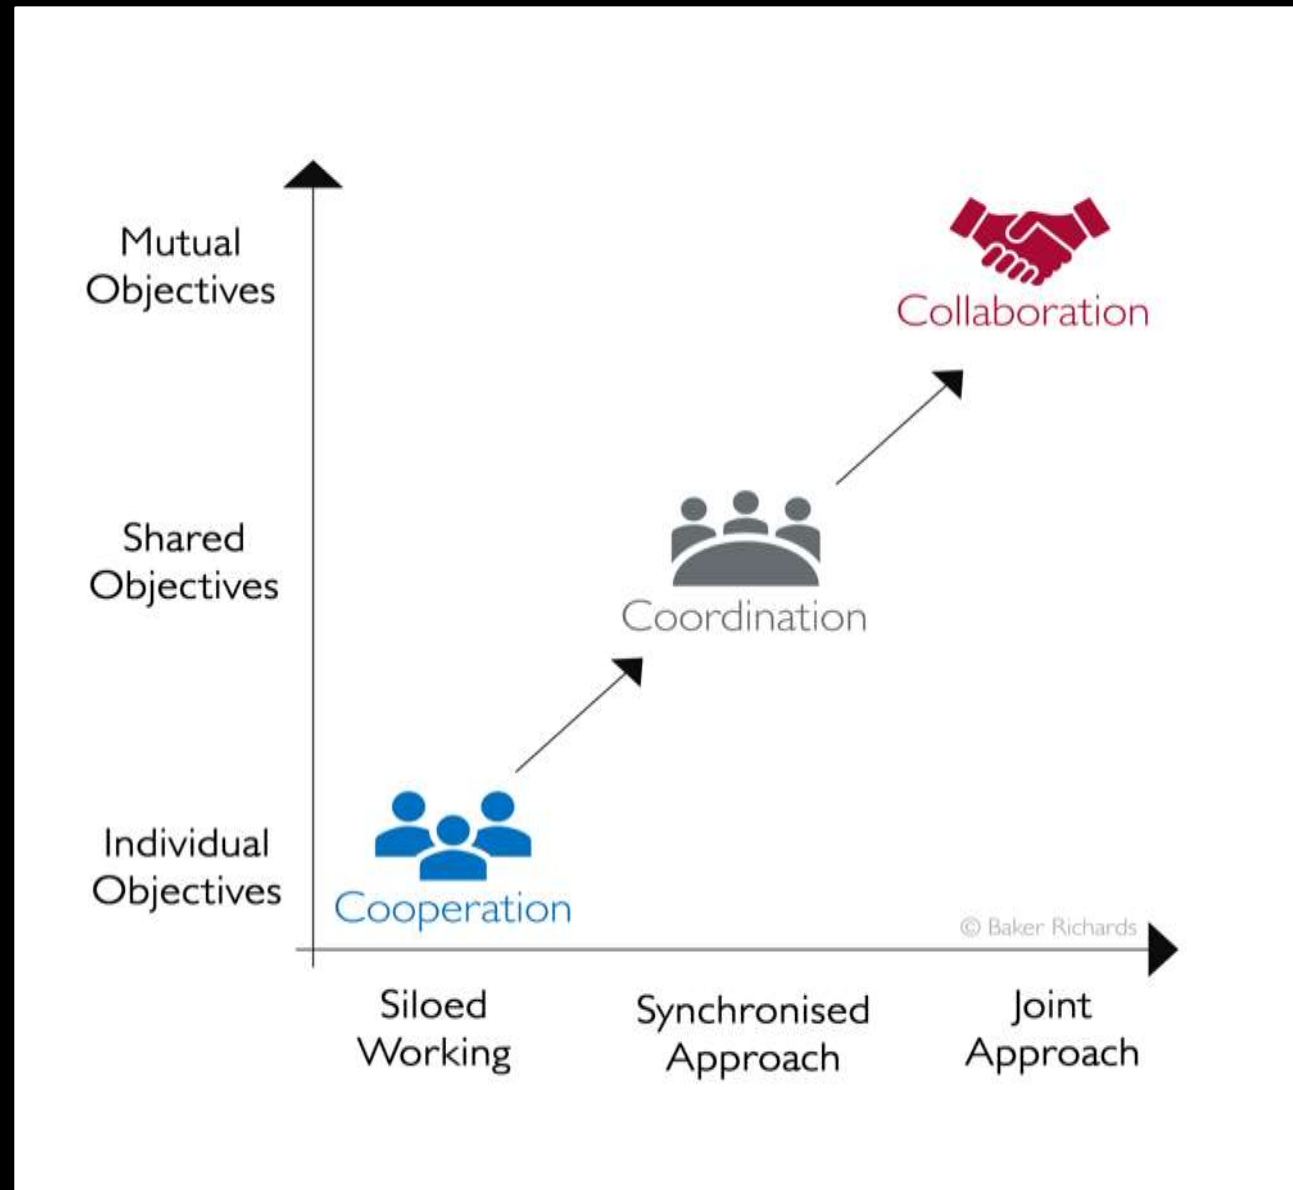 Mutual
Objectives
Collaboration
Shared
Objectives
Coordination
Individual
Objectives
Cooperation
© Baker Richards
Siloed
Working
Synchronised
Approach
Joint
Approach